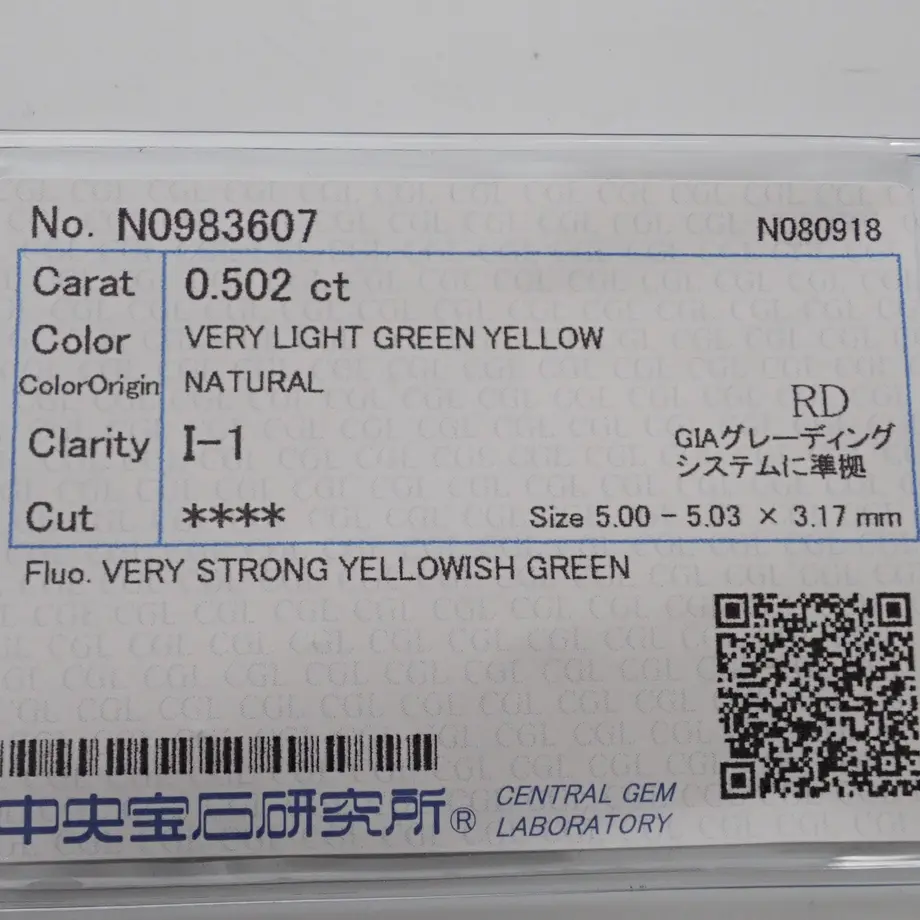 No. N0983607 N080918
Carat 0.502 ct
Color VERY LIGHT GREEN YELLOW
ColorOrigin NATURAL
RD
Clarity I-1 GIAグレーディング
システムに準拠
Cut **** Size 5.00 - 5.03 × 3.17 mm
Fluo. VERY STRONG YELLOWISH GREEN
中央宝石研究所® CENTRAL GEM
LABORATORY